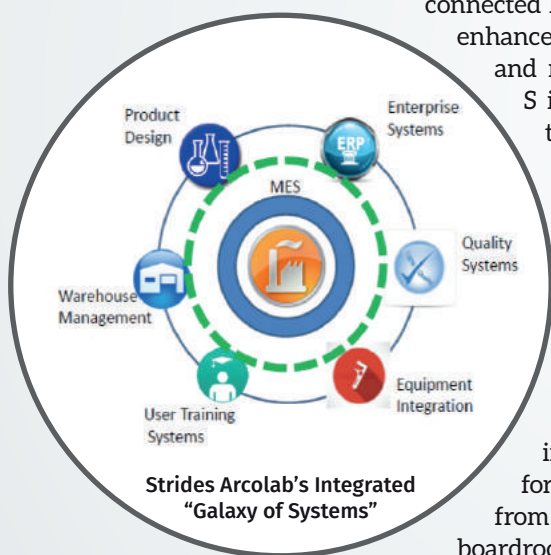 connected
enhance
and
S i
t
Product
Design
Enterprise
Systems
ERP
MES
Quality
Systems
Warehouse
Management
User Training
Systems
Equipment
Integration
Strides Arcolab's Integrated
"Galaxy of Systems"
i
for
from
boardroo